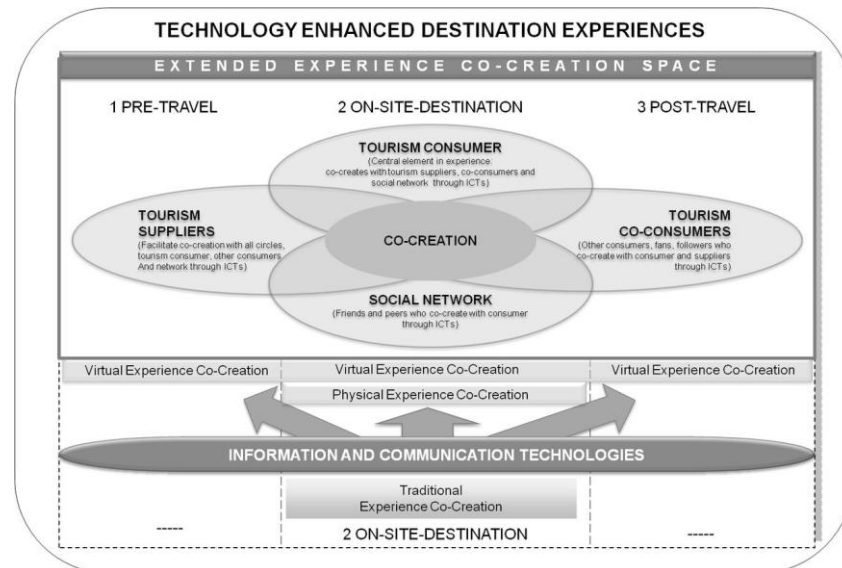 TECHNOLOGY ENHANCED DESTINATION EXPERIENCES
EXTENDED EXPERIENCE CO-CREATION SPACE
1 PRE-TRAVEL
2 ON-SITE-DESTINATION
3 POST-TRAVEL
TOURISM CONSUMER
(Central element in experience:
co-creates with tourism suppliers, co-consumers and
social network through ICTs)
TOURISM
SUPPLIERS
(Facilitate co-creation with all circles,
tourism consumer, other consumers.
And network through ICTs)
CO-CREATION
TOURISM
CO-CONSUMERS
(Other consumers, fans, followers who
co-create with consumer and suppliers
through ICTs)
SOCIAL NETWORK
(Friends and peers who co-create with consumer
through ICTs)
Virtual Experience Co-Creation
Virtual Experience Co-Creation
Virtual Experience Co-Creation
Physical Experience Co-Creation
INFORMATION AND COMMUNICATION TECHNOLOGIES
Traditional
Experience Co-Creation
-----
2 ON-SITE-DESTINATION
-----